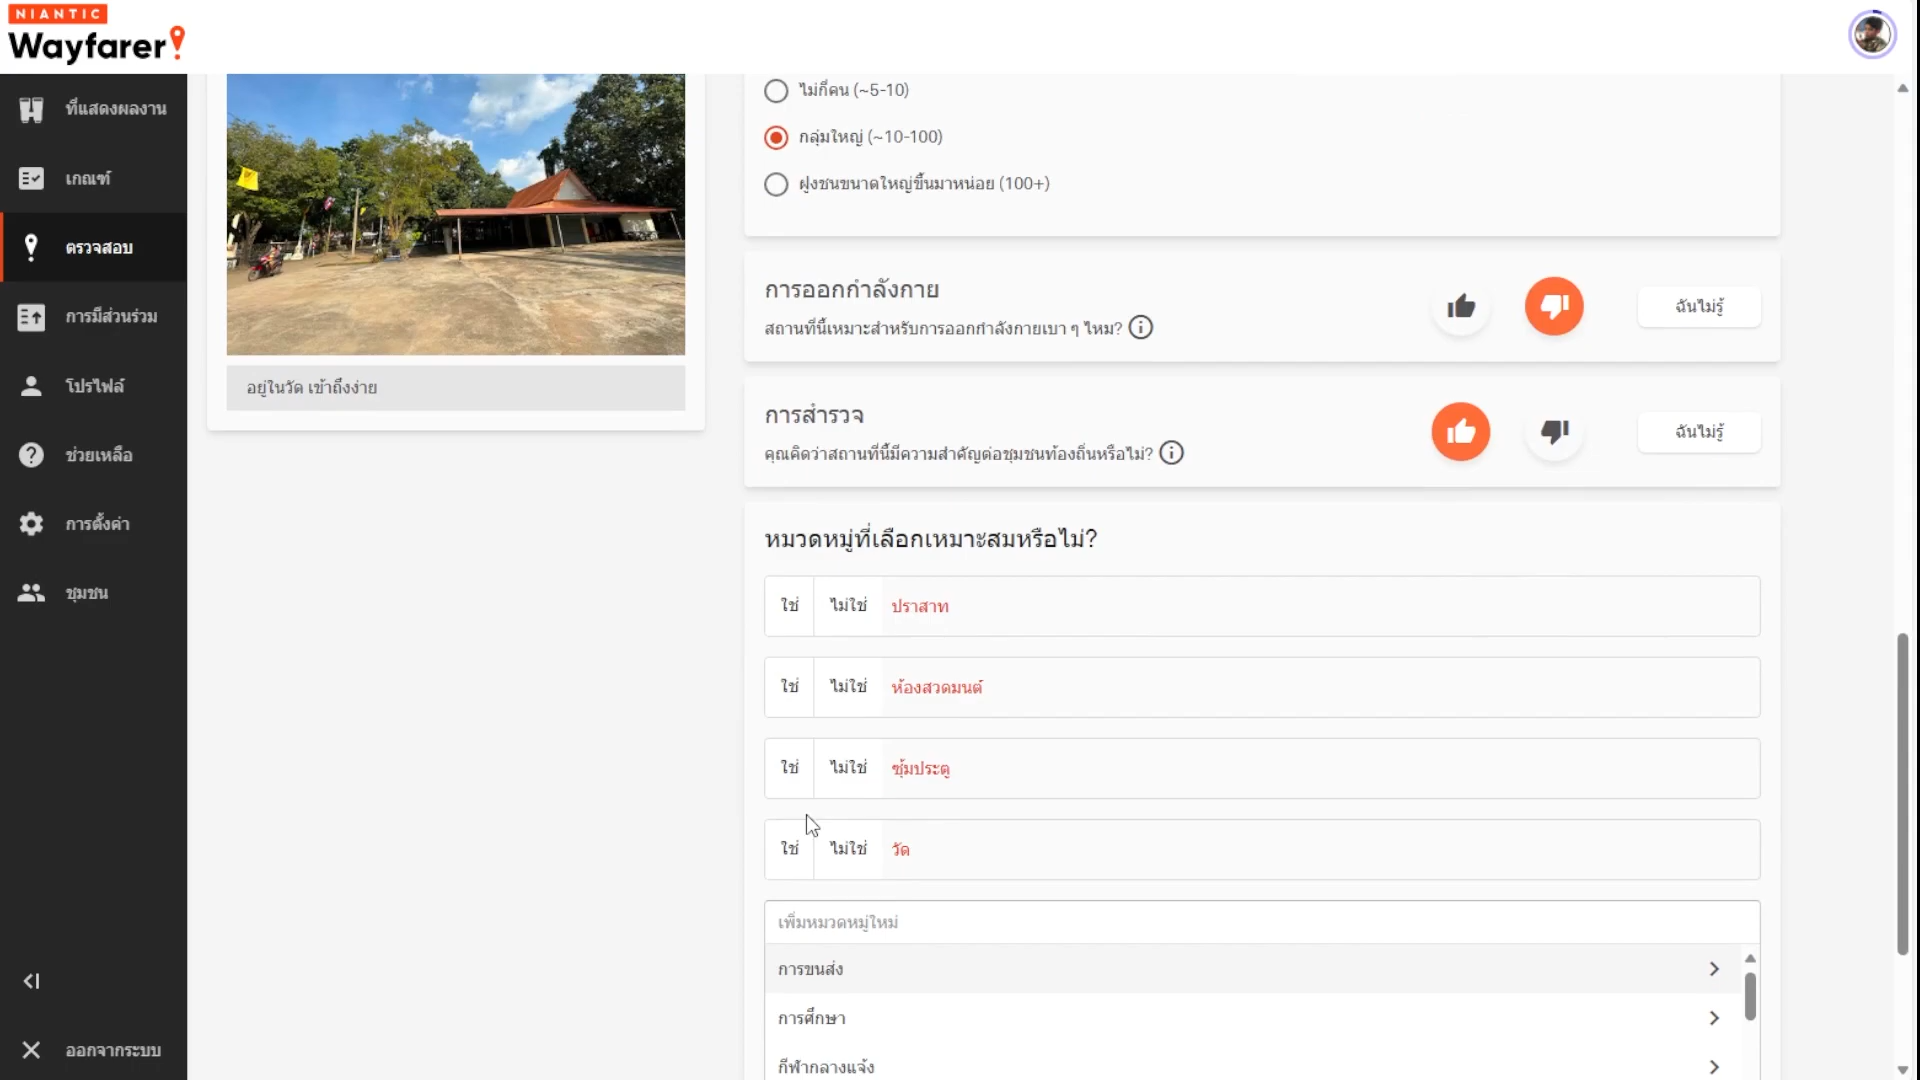 NIANTIC
Wayfarer
ที่แสดงผลงาน
เกณฑ์
ตรวจสอบ
การมีส่วนร่วม
โปรไฟล์
ช่วยเหลือ
การตั้งค่า
ชุมชน
ออกจากระบบ
อยู่ในวัด เข้าถึงง่าย
ไม่กี่คน (~5-10)
กลุ่มใหญ่ (~10-100)
ฝูงชนขนาดใหญ่ขึ้นมาหน่อย (100+)
การออกกำลังกาย
สถานที่นี้เหมาะสำหรับการออกกำลังกายเบา ๆ ไหม?
ฉันไม่รู้
การสำรวจ
คุณคิดว่าสถานที่นี้มีความสำคัญต่อชุมชนท้องถิ่นหรือไม่?
ฉันไม่รู้
หมวดหมู่ที่เลือกเหมาะสมหรือไม่?
ใช่ ไม่ใช่ ปราสาท
ใช่ ไม่ใช่ ห้องสวดมนต์
ใช่ ไม่ใช่ ซุ้มประตู
ใช่ ไม่ใช่ วัด
เพิ่มหมวดหมู่ใหม่
การขนส่ง
การศึกษา
กีฬากลางแจ้ง